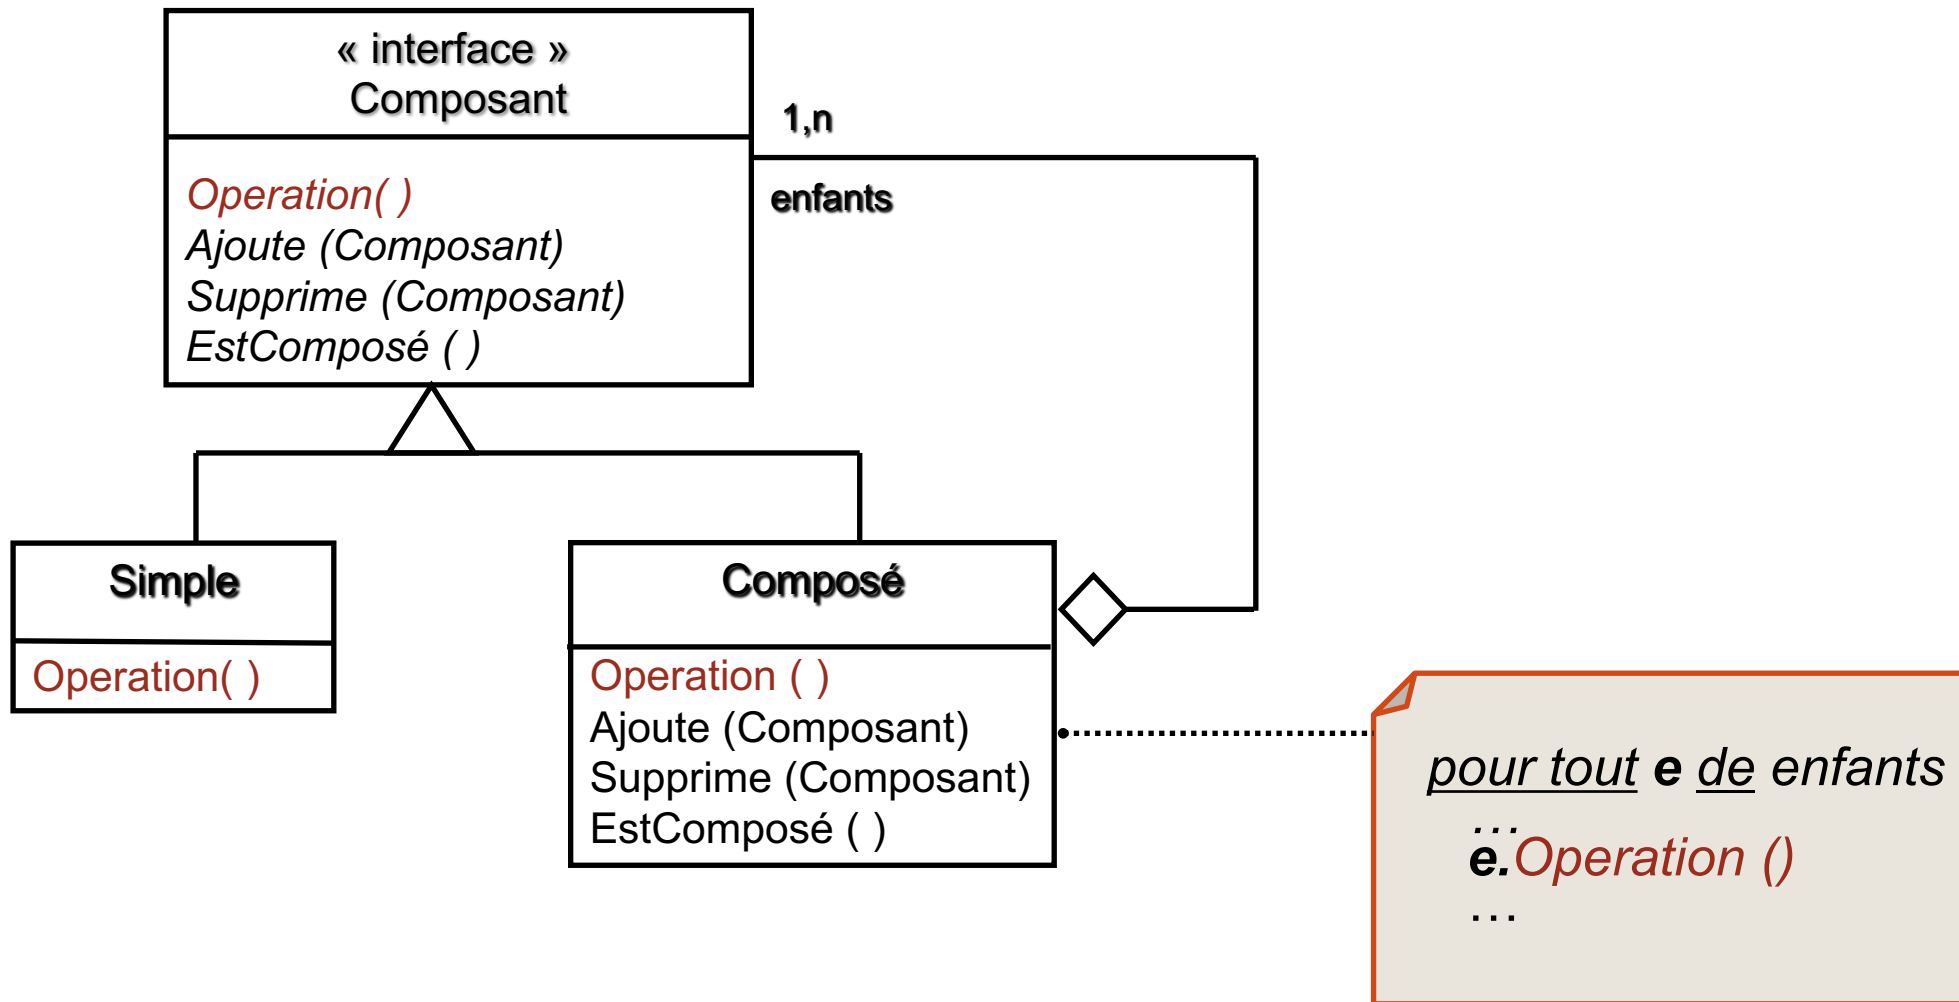 « interface »
Composant
Operation( )
Ajoute (Composant)
Supprime (Composant)
EstComposé ( )
1,n
enfants
Simple
Operation( )
Composé
Operation ( )
Ajoute (Composant)
Supprime (Composant)
EstComposé ( )
pour tout e de enfants
…
e.Operation ()
…